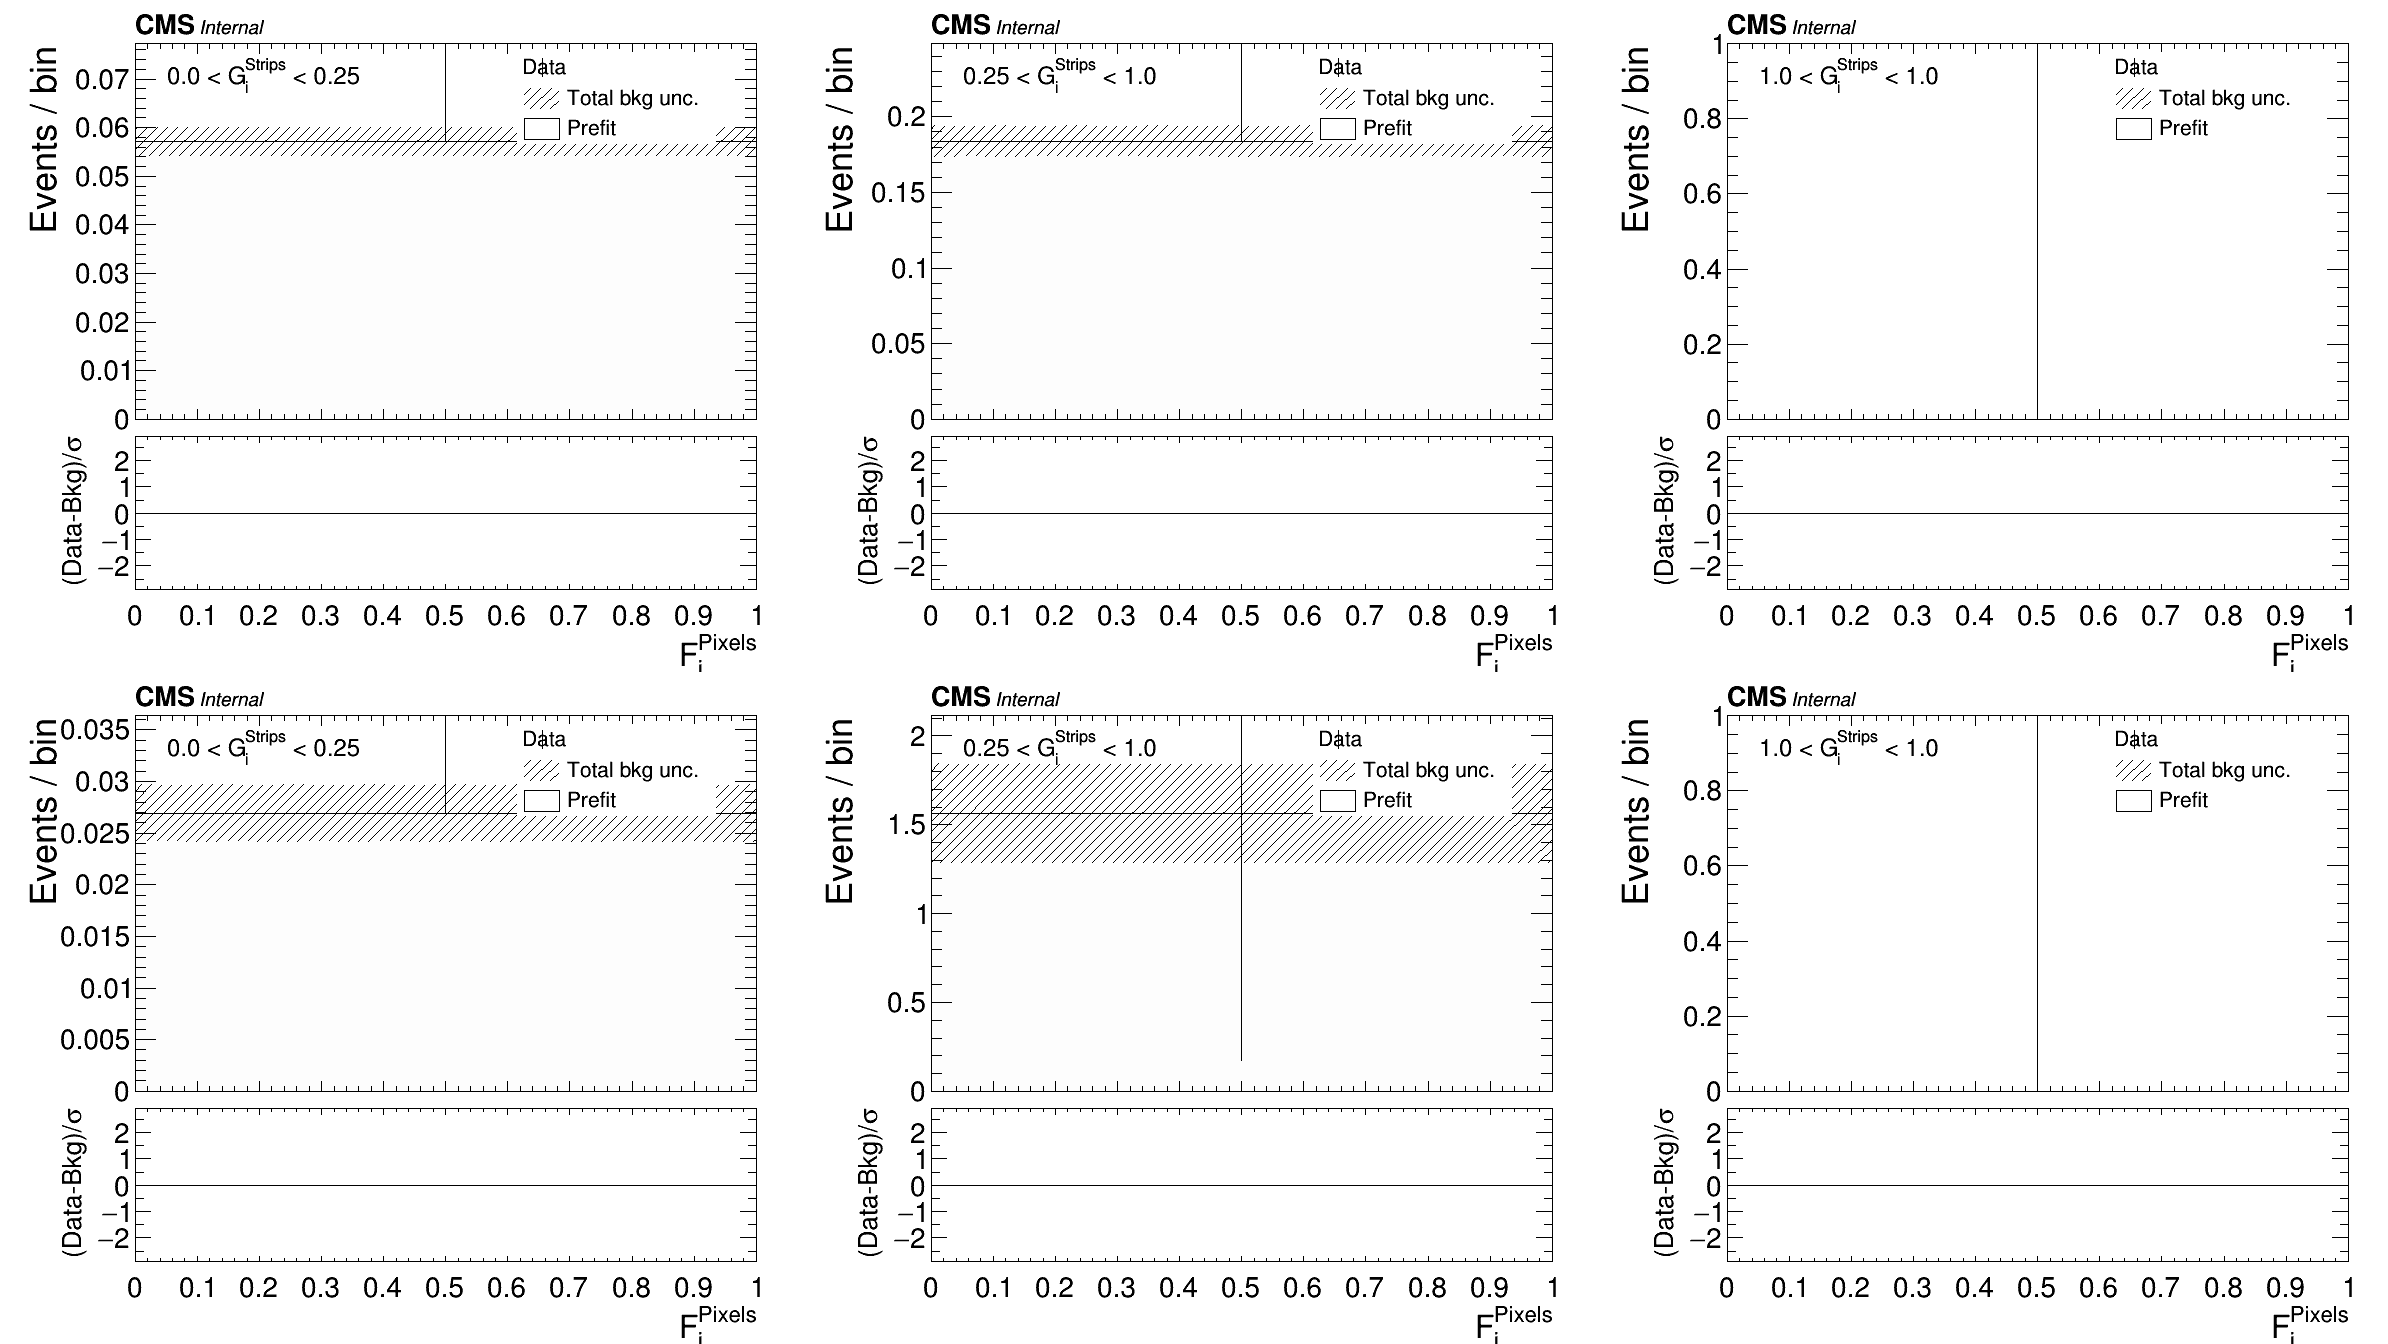 CMS Internal
Events / bin
0.0 < G_i^Strips < 0.25
Data
Total bkg unc.
Prefit
0.07
0.06
0.05
0.04
0.03
0.02
0.01
0
(Data-Bkg)/σ
2
1
0
−1
−2
0 0.1 0.2 0.3 0.4 0.5 0.6 0.7 0.8 0.9 1
F_i^Pixels
CMS Internal
Events / bin
0.25 < G_i^Strips < 1.0
Data
Total bkg unc.
Prefit
0.2
0.15
0.1
0.05
0
(Data-Bkg)/σ
2
1
0
−1
−2
0 0.1 0.2 0.3 0.4 0.5 0.6 0.7 0.8 0.9 1
F_i^Pixels
CMS Internal
Events / bin
1.0 < G_i^Strips < 1.0
Data
Total bkg unc.
Prefit
1
0.8
0.6
0.4
0.2
0
(Data-Bkg)/σ
2
1
0
−1
−2
0 0.1 0.2 0.3 0.4 0.5 0.6 0.7 0.8 0.9 1
F_i^Pixels
CMS Internal
Events / bin
0.0 < G_i^Strips < 0.25
Data
Total bkg unc.
Prefit
0.035
0.03
0.025
0.02
0.015
0.01
0.005
0
(Data-Bkg)/σ
2
1
0
−1
−2
0 0.1 0.2 0.3 0.4 0.5 0.6 0.7 0.8 0.9 1
F_i^Pixels
CMS Internal
Events / bin
0.25 < G_i^Strips < 1.0
Data
Total bkg unc.
Prefit
2
1.5
1
0.5
0
(Data-Bkg)/σ
2
1
0
−1
−2
0 0.1 0.2 0.3 0.4 0.5 0.6 0.7 0.8 0.9 1
F_i^Pixels
CMS Internal
Events / bin
1.0 < G_i^Strips < 1.0
Data
Total bkg unc.
Prefit
1
0.8
0.6
0.4
0.2
0
(Data-Bkg)/σ
2
1
0
−1
−2
0 0.1 0.2 0.3 0.4 0.5 0.6 0.7 0.8 0.9 1
F_i^Pixels